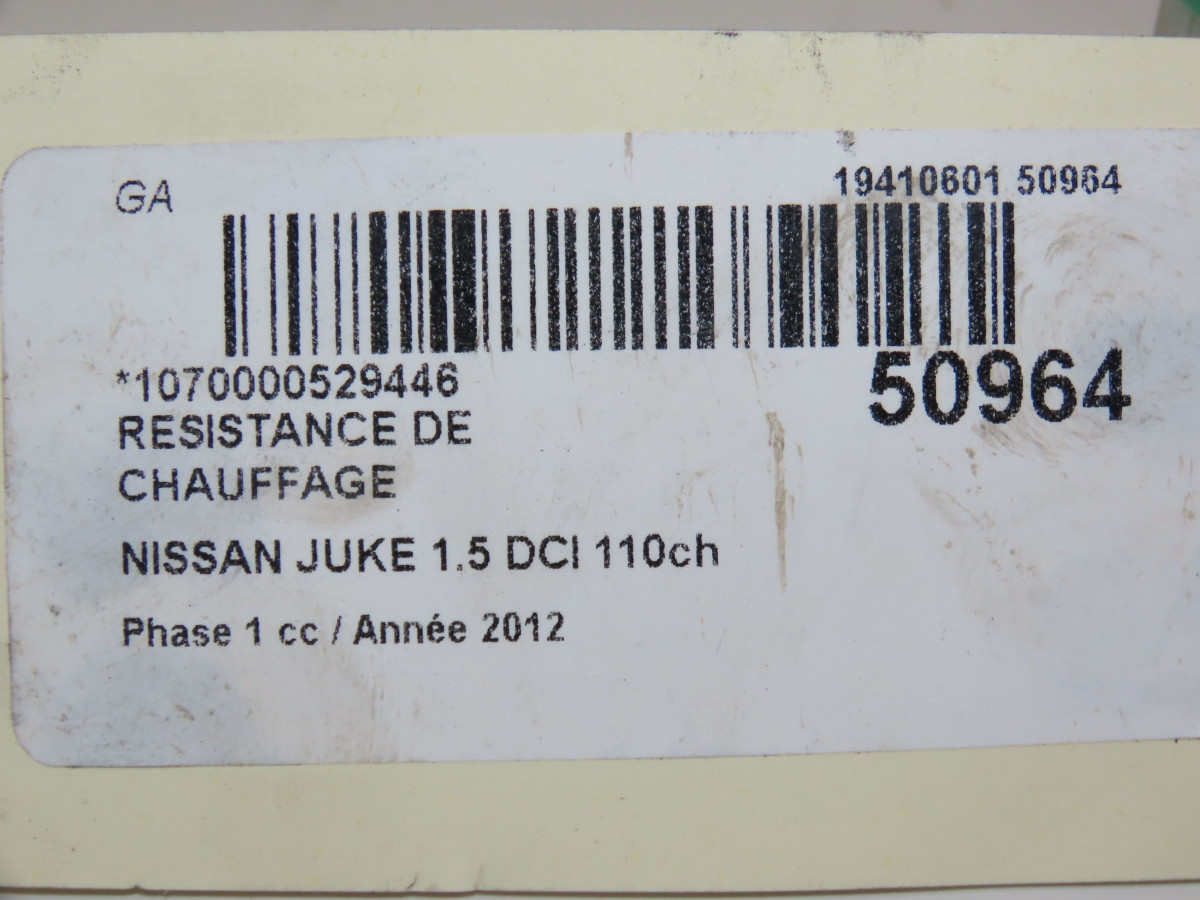 GA
19410601 50964
*1070000529446
50964
RESISTANCE DE
CHAUFFAGE
NISSAN JUKE 1.5 DCI 110ch
Phase 1 cc / Année 2012